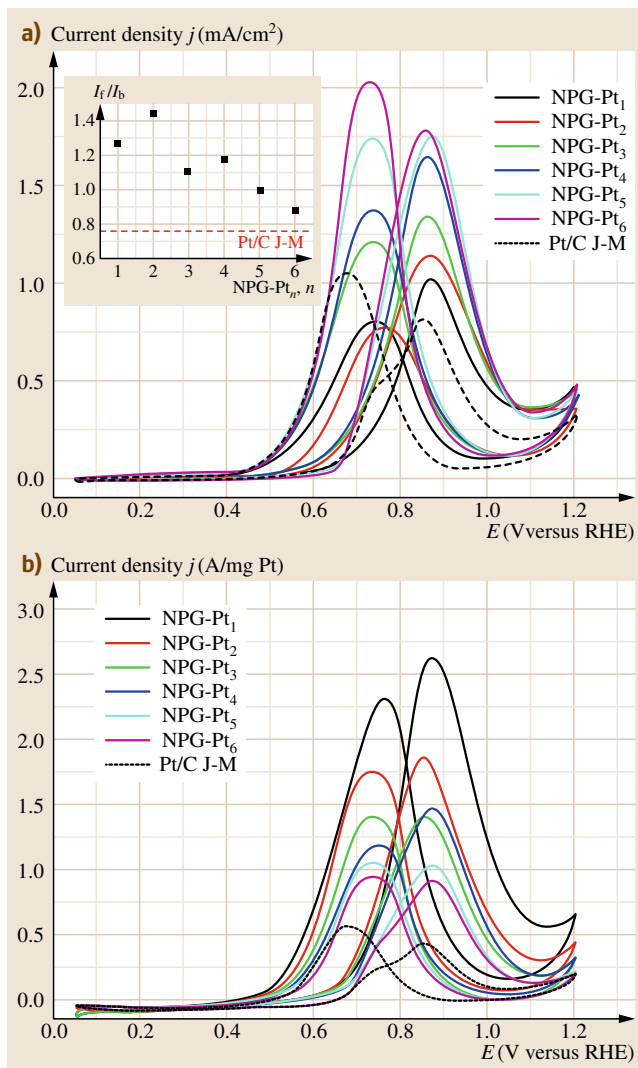 a) Current density j (mA/cm²)
2.0
1.5
1.0
0.5
0.0
I_f /I_b
1.4
1.2
1.0
0.8
0.6
Pt/C J-M
1 2 3 4 5 6
NPG-Pt_n, n
NPG-Pt₁
NPG-Pt₂
NPG-Pt₃
NPG-Pt₄
NPG-Pt₅
NPG-Pt₆
Pt/C J-M
0.0 0.2 0.4 0.6 0.8 1.0 1.2
E (Vversus RHE)
b) Current density j (A/mg Pt)
3.0
2.5
2.0
1.5
1.0
0.5
0.0
NPG-Pt₁
NPG-Pt₂
NPG-Pt₃
NPG-Pt₄
NPG-Pt₅
NPG-Pt₆
Pt/C J-M
0.0 0.2 0.4 0.6 0.8 1.0 1.2
E (V versus RHE)